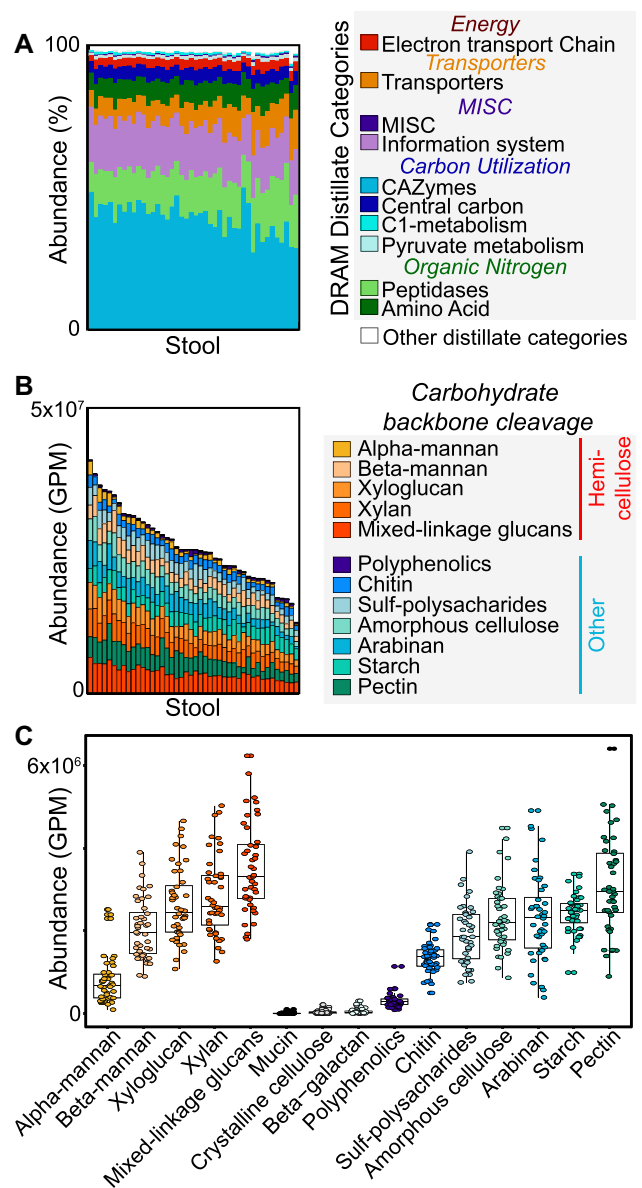 A
100
Abundance (%)
0
Stool
DRAM Distillate Categories
Energy
Electron transport Chain
Transporters
Transporters
MISC
MISC
Information system
Carbon Utilization
CAZymes
Central carbon
C1-metabolism
Pyruvate metabolism
Organic Nitrogen
Peptidases
Amino Acid
Other distillate categories
B
5x10⁷
Abundance (GPM)
0
Stool
Carbohydrate
backbone cleavage
Alpha-mannan
Beta-mannan
Xyloglucan
Xylan
Mixed-linkage glucans
Hemi-
cellulose
Polyphenolics
Chitin
Sulf-polysacharides
Amorphous cellulose
Arabinan
Starch
Pectin
Other
C
6x10⁶
Abundance (GPM)
0
Alpha-mannan
Beta-mannan
Xyloglucan
Xylan
Mixed-linkage glucans
Mucin
Crystalline cellulose
Beta-galactan
Polyphenolics
Chitin
Sulf-polysacharides
Amorphous cellulose
Arabinan
Starch
Pectin